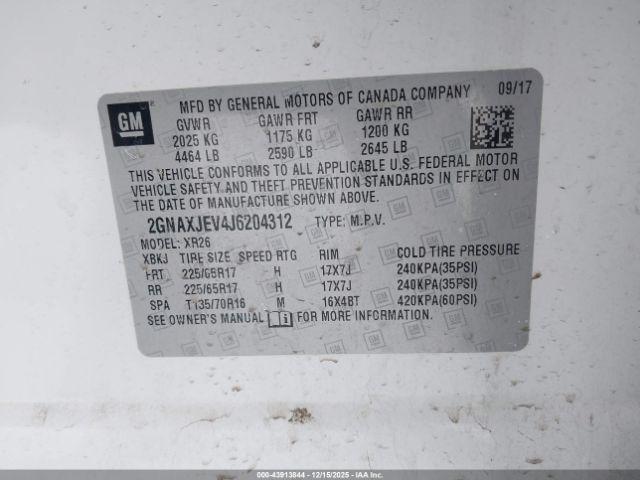 GM
MFD BY GENERAL MOTORS OF CANADA COMPANY 09/17
GVWR GAWR FRT GAWR RR
2025 KG 1175 KG 1200 KG
4464 LB 2590 LB 2645 LB
THIS VEHICLE CONFORMS TO ALL APPLICABLE U.S. FEDERAL MOTOR
VEHICLE SAFETY AND THEFT PREVENTION STANDARDS IN EFFECT ON
THE DATE OF MANUFACTURE SHOWN ABOVE.
2GNAXJEV4J6204312 TYPE: M.P.V.
MODEL: XR26
XBKJ TIRE SIZE SPEED RTG RIM COLD TIRE PRESSURE
FRT 225/65R17 H 17X7J 240KPA(35PSI)
RR 225/65R17 H 17X7J 240KPA(35PSI)
SPA T135/70R16 M 16X4BT 420KPA(60PSI)
SEE OWNER'S MANUAL i FOR MORE INFORMATION.
000-43913844 - 12/15/2025 - IAAI.COM